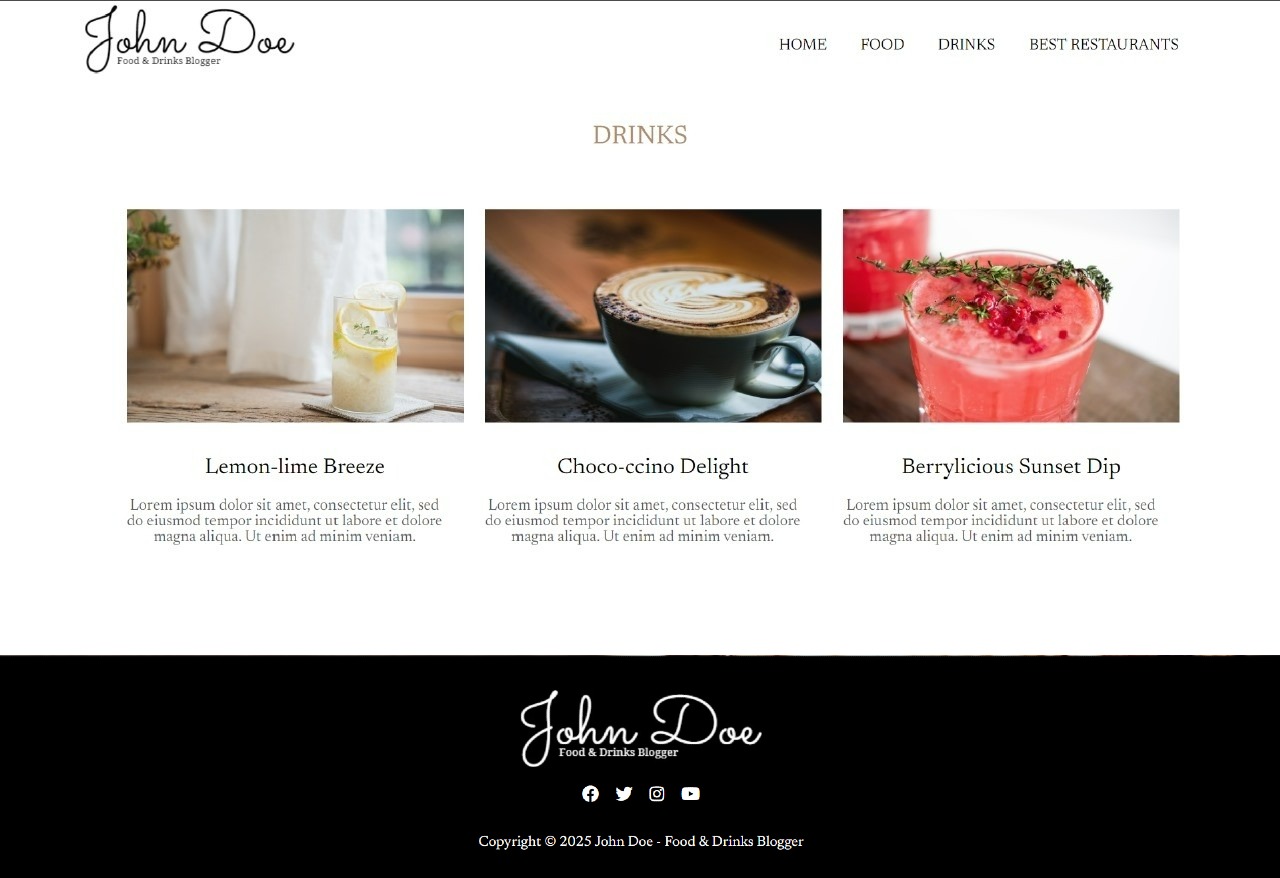 John Doe
Food & Drinks Blogger
HOME FOOD DRINKS BEST RESTAURANTS
DRINKS
Lemon-lime Breeze
Lorem ipsum dolor sit amet, consectetur elit, sed
do eiusmod tempor incididunt ut labore et dolore
magna aliqua. Ut enim ad minim veniam.
Choco-ccino Delight
Lorem ipsum dolor sit amet, consectetur elit, sed
do eiusmod tempor incididunt ut labore et dolore
magna aliqua. Ut enim ad minim veniam.
Berrylicious Sunset Dip
Lorem ipsum dolor sit amet, consectetur elit, sed
do eiusmod tempor incididunt ut labore et dolore
magna aliqua. Ut enim ad minim veniam.
John Doe
Food & Drinks Blogger
Copyright © 2025 John Doe - Food & Drinks Blogger